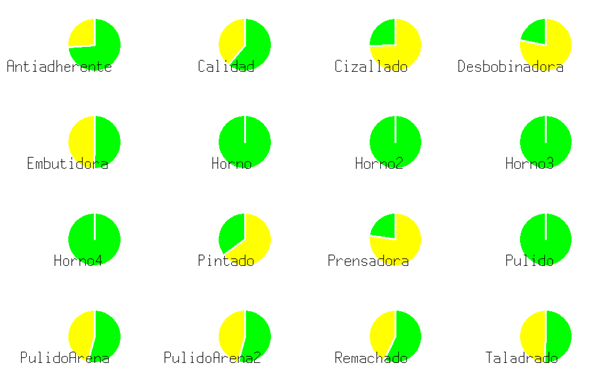 Antiadherente Calidad Cizallado Desbobinadora
Embutidora Horno Horno2 Horno3
Horno4 Pintado Prensadora Pulido
PulidoArena PulidoArena2 Remachado Taladrado